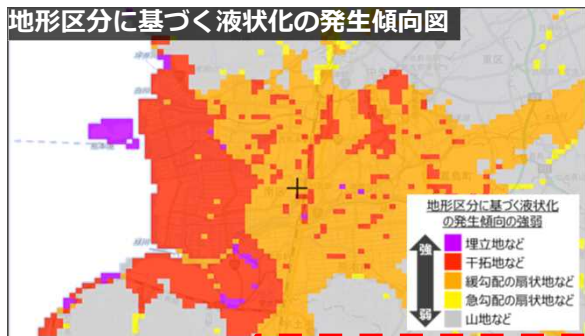 地形区分に基づく液状化の発生傾向図
地形区分に基づく液状化
の発生傾向の強弱
強
弱
埋立地など
干拓地など
緩勾配の扇状地など
急勾配の扇状地など
山地など